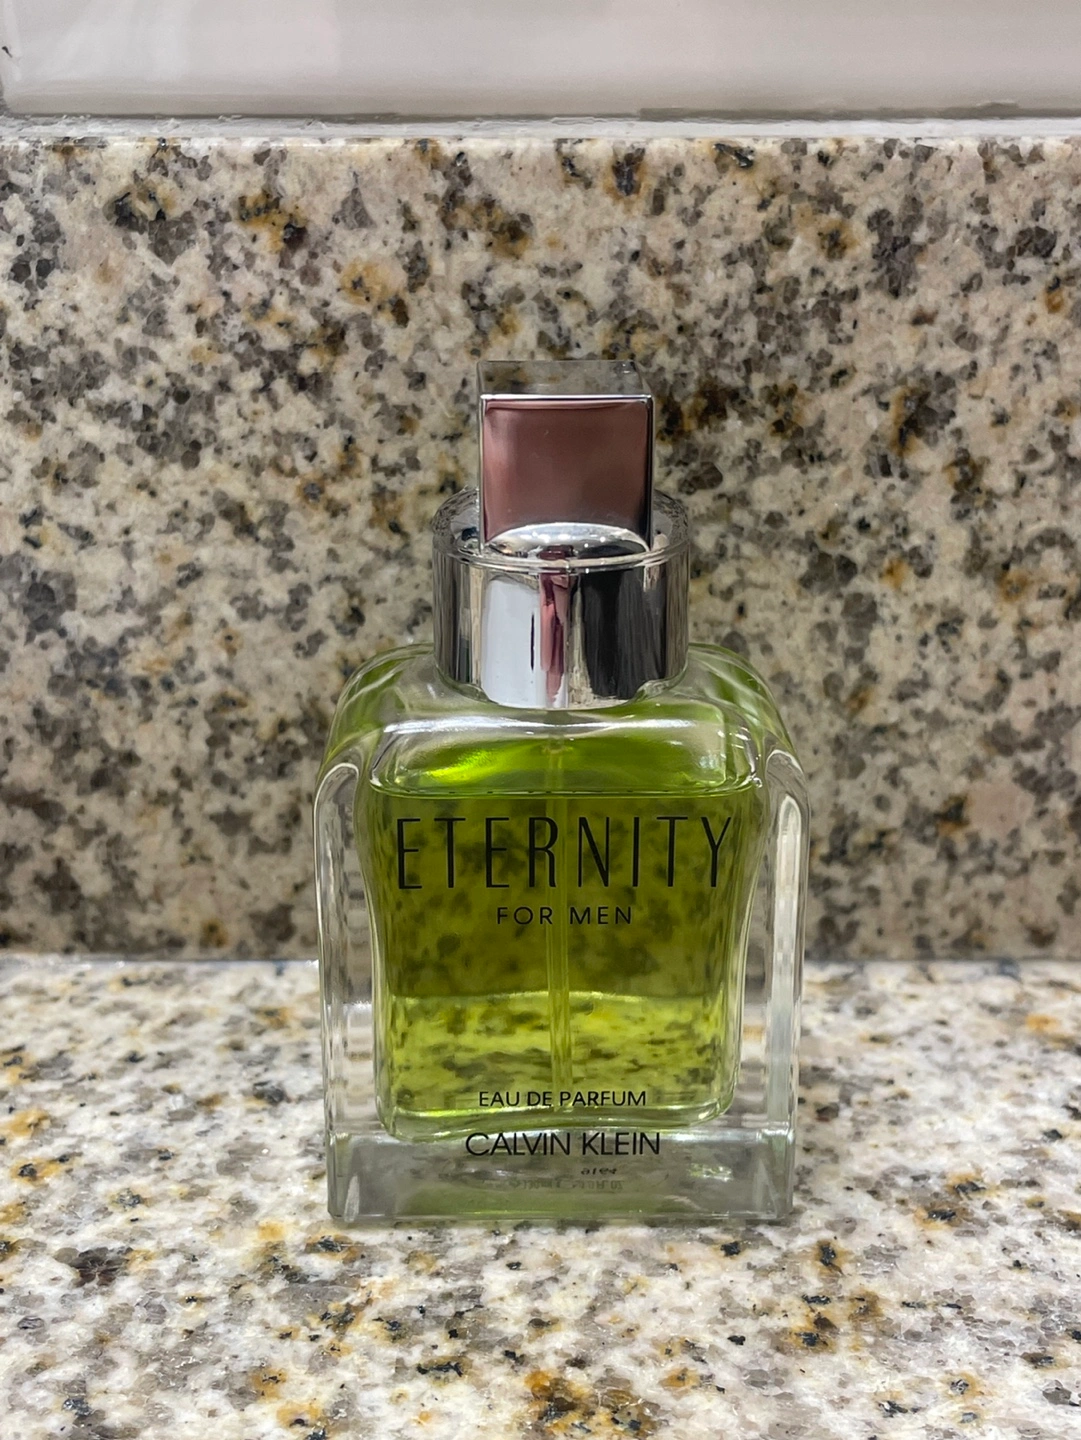 ETERNITY
FOR MEN
EAU DE PARFUM
CALVIN KLEIN